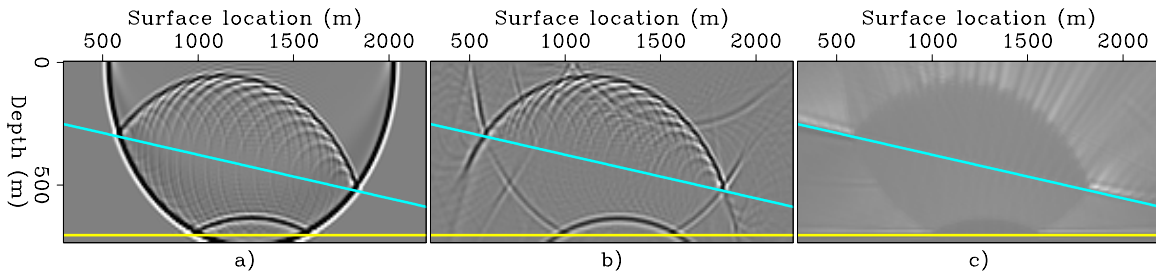 Surface location (m) Surface location (m) Surface location (m)
500 1000 1500 2000 500 1000 1500 2000 500 1000 1500 2000
0
Depth (m)
500
a) b) c)